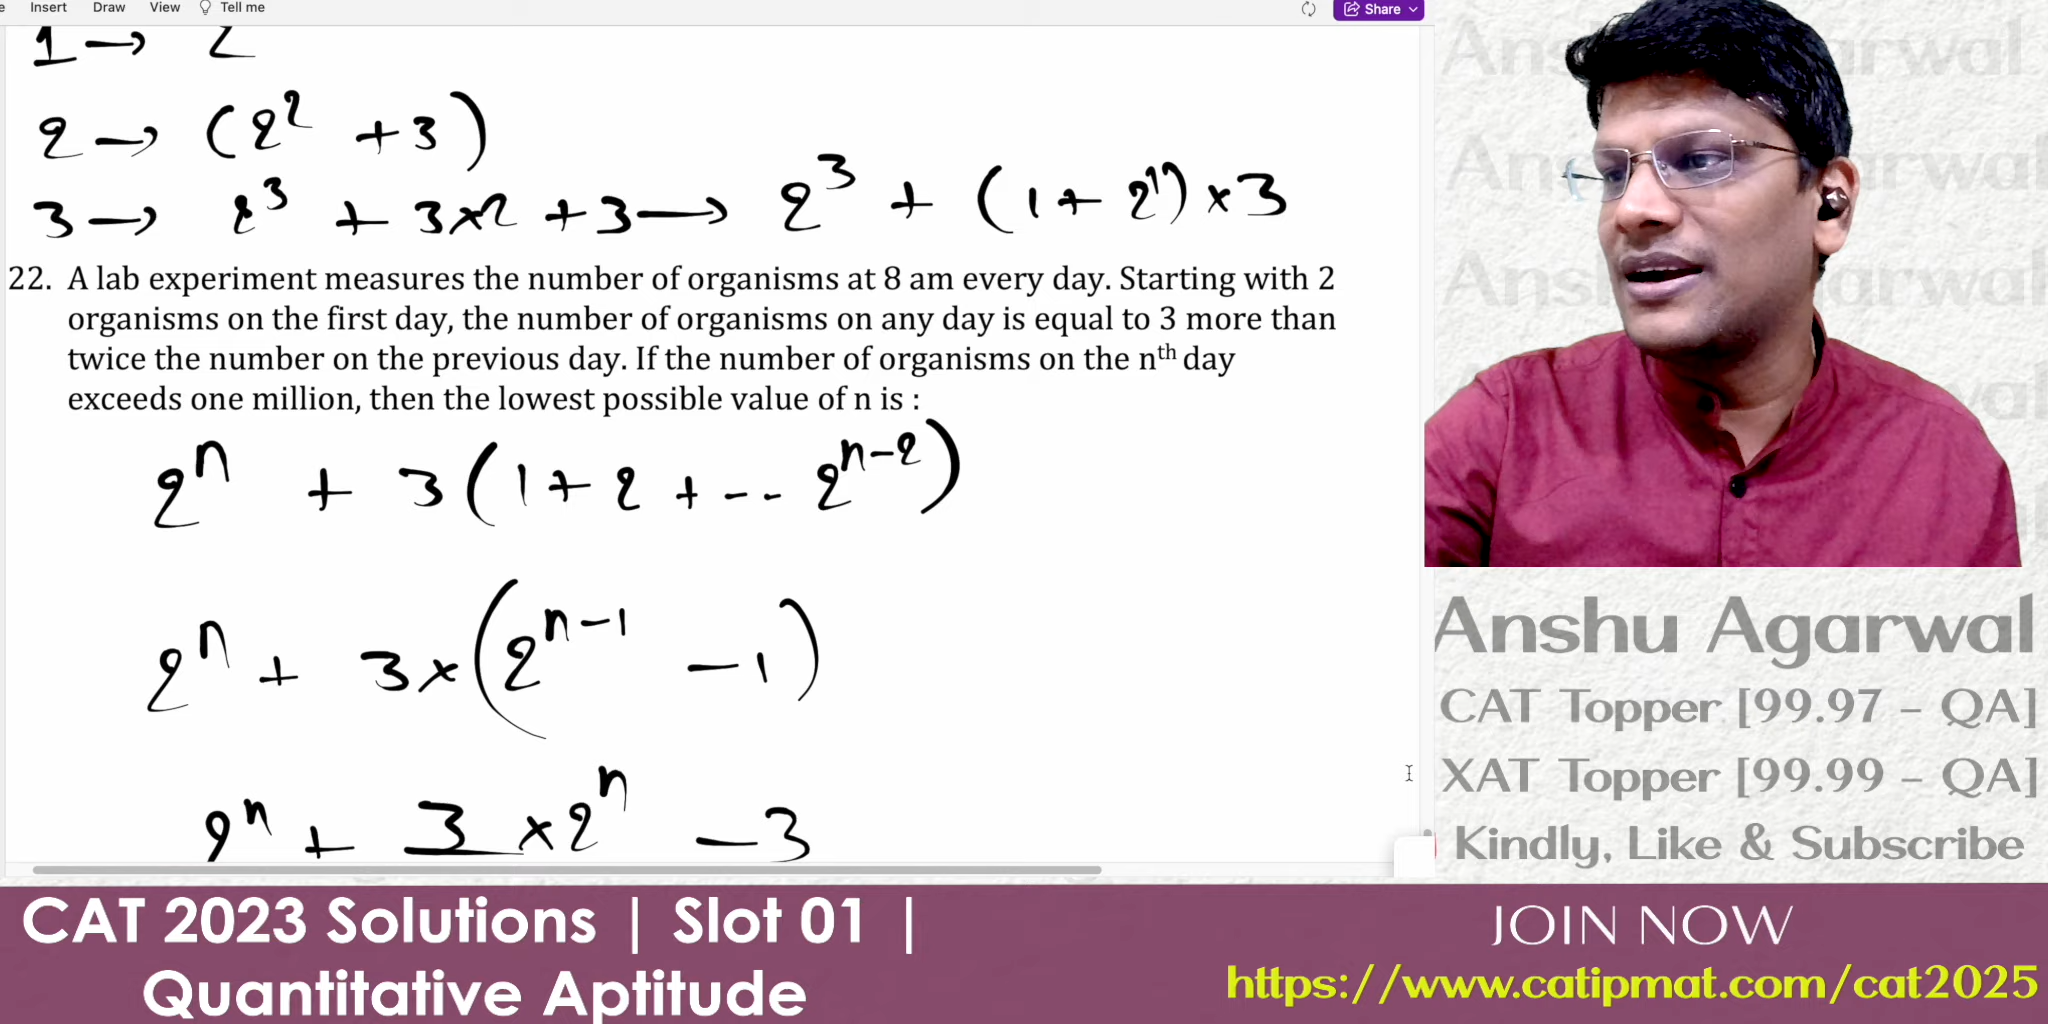 Insert Draw View Tell me Share
1 → 2
2 → (2² + 3)
3 → 2³ + 3×2 + 3 → 2³ + (1 + 2¹) × 3
22. A lab experiment measures the number of organisms at 8 am every day. Starting with 2
organisms on the first day, the number of organisms on any day is equal to 3 more than
twice the number on the previous day. If the number of organisms on the nᵗʰ day
exceeds one million, then the lowest possible value of n is :
2ⁿ + 3(1 + 2 + -- 2ⁿ⁻²)
2ⁿ + 3×(2ⁿ⁻¹ - 1)
2ⁿ + 3 × 2ⁿ - 3
Anshu Agarwal
CAT Topper [99.97 - QA]
XAT Topper [99.99 - QA]
Kindly, Like & Subscribe
CAT 2023 Solutions | Slot 01 |
Quantitative Aptitude
JOIN NOW
https://www.catipmat.com/cat2025